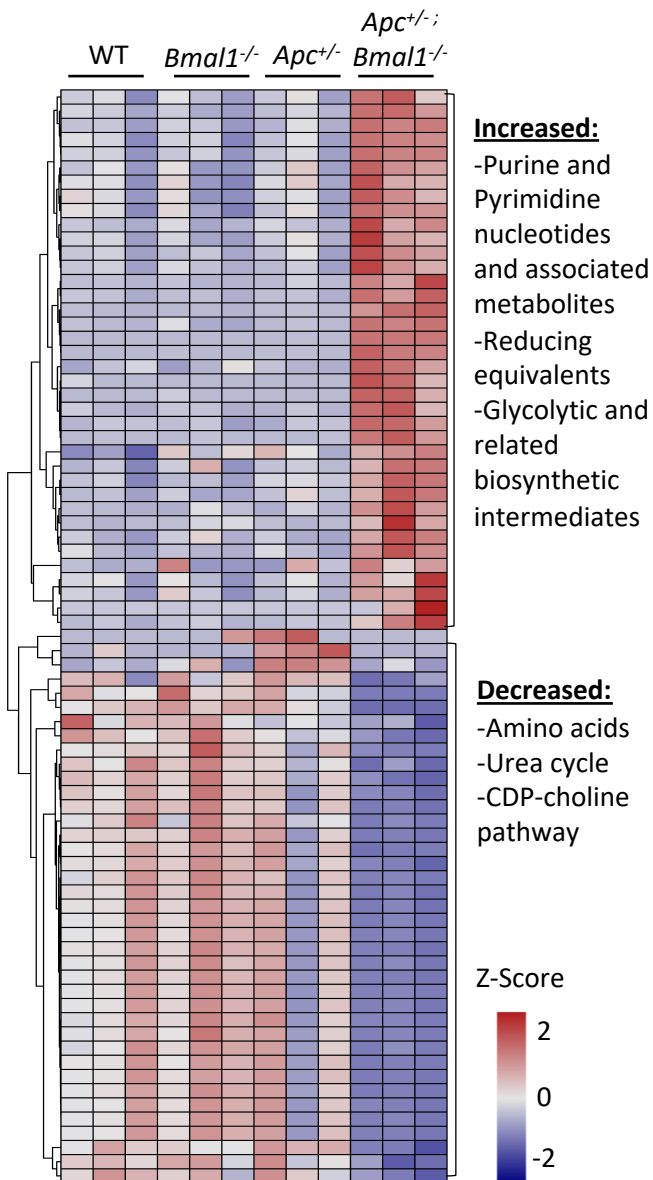 WT Bmal1-/- Apc+/- Apc+/- ;
Bmal1-/-
Increased:
-Purine and
Pyrimidine
nucleotides
and associated
metabolites
-Reducing
equivalents
-Glycolytic and
related
biosynthetic
intermediates
Decreased:
-Amino acids
-Urea cycle
-CDP-choline
pathway
Z-Score
2
0
-2